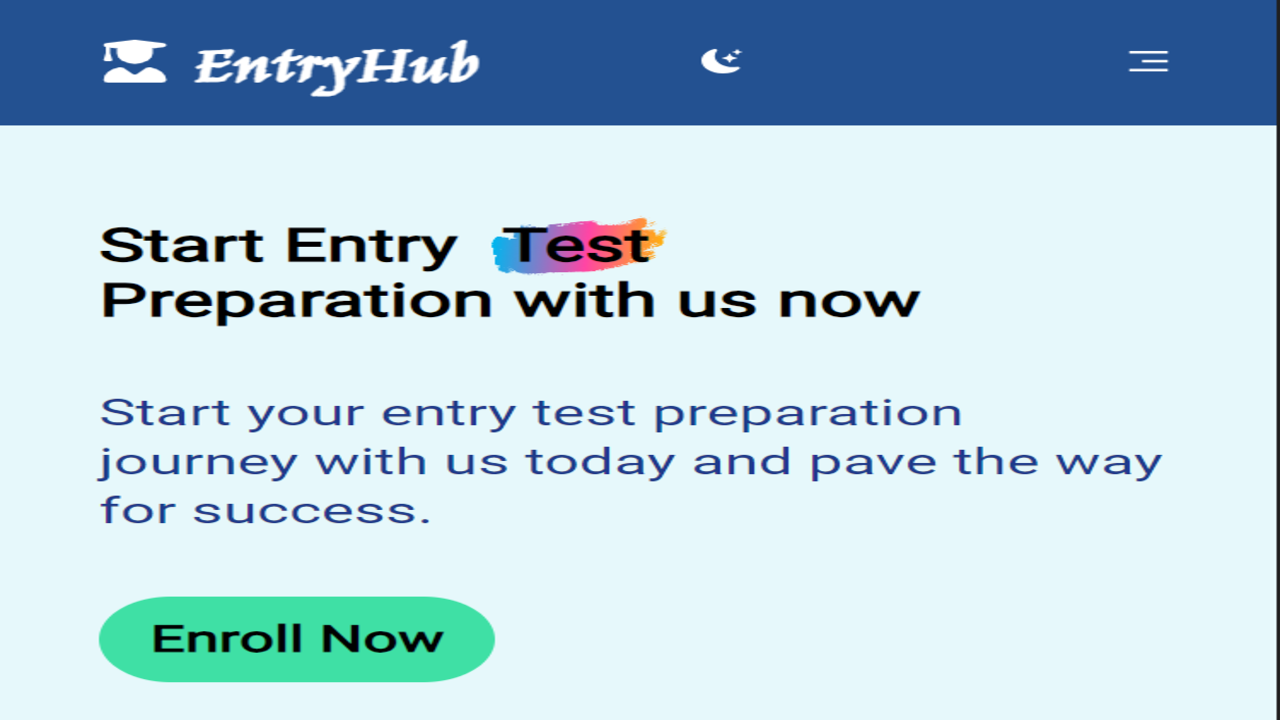 EntryHub
Start Entry Test
Preparation with us now
Start your entry test preparation
journey with us today and pave the way
for success.
Enroll Now